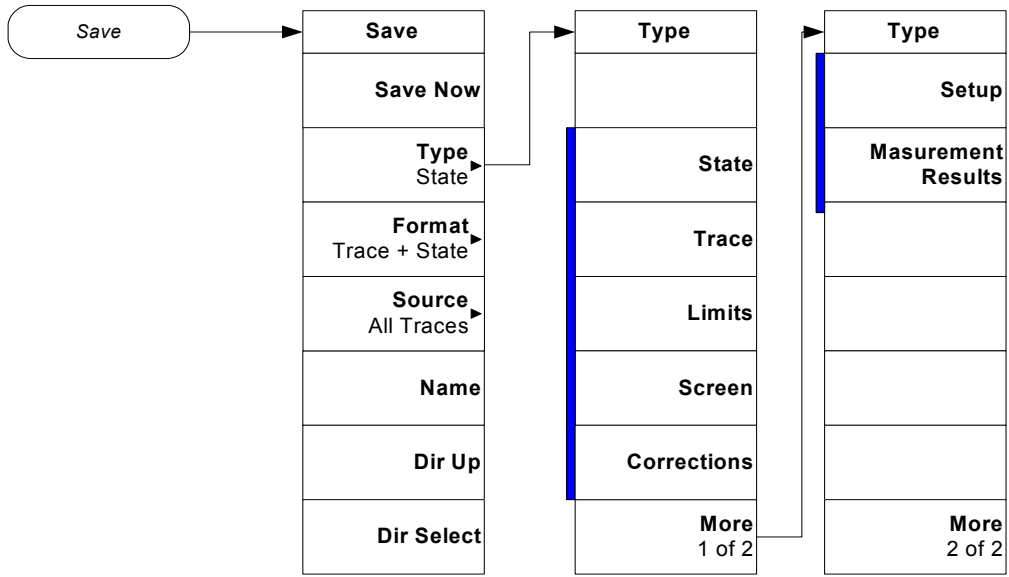 Save
Save
Save Now
Type
State
Format
Trace + State
Source
All Traces
Name
Dir Up
Dir Select
Type
State
Trace
Limits
Screen
Corrections
More
1 of 2
Type
Setup
Masurement
Results
More
2 of 2